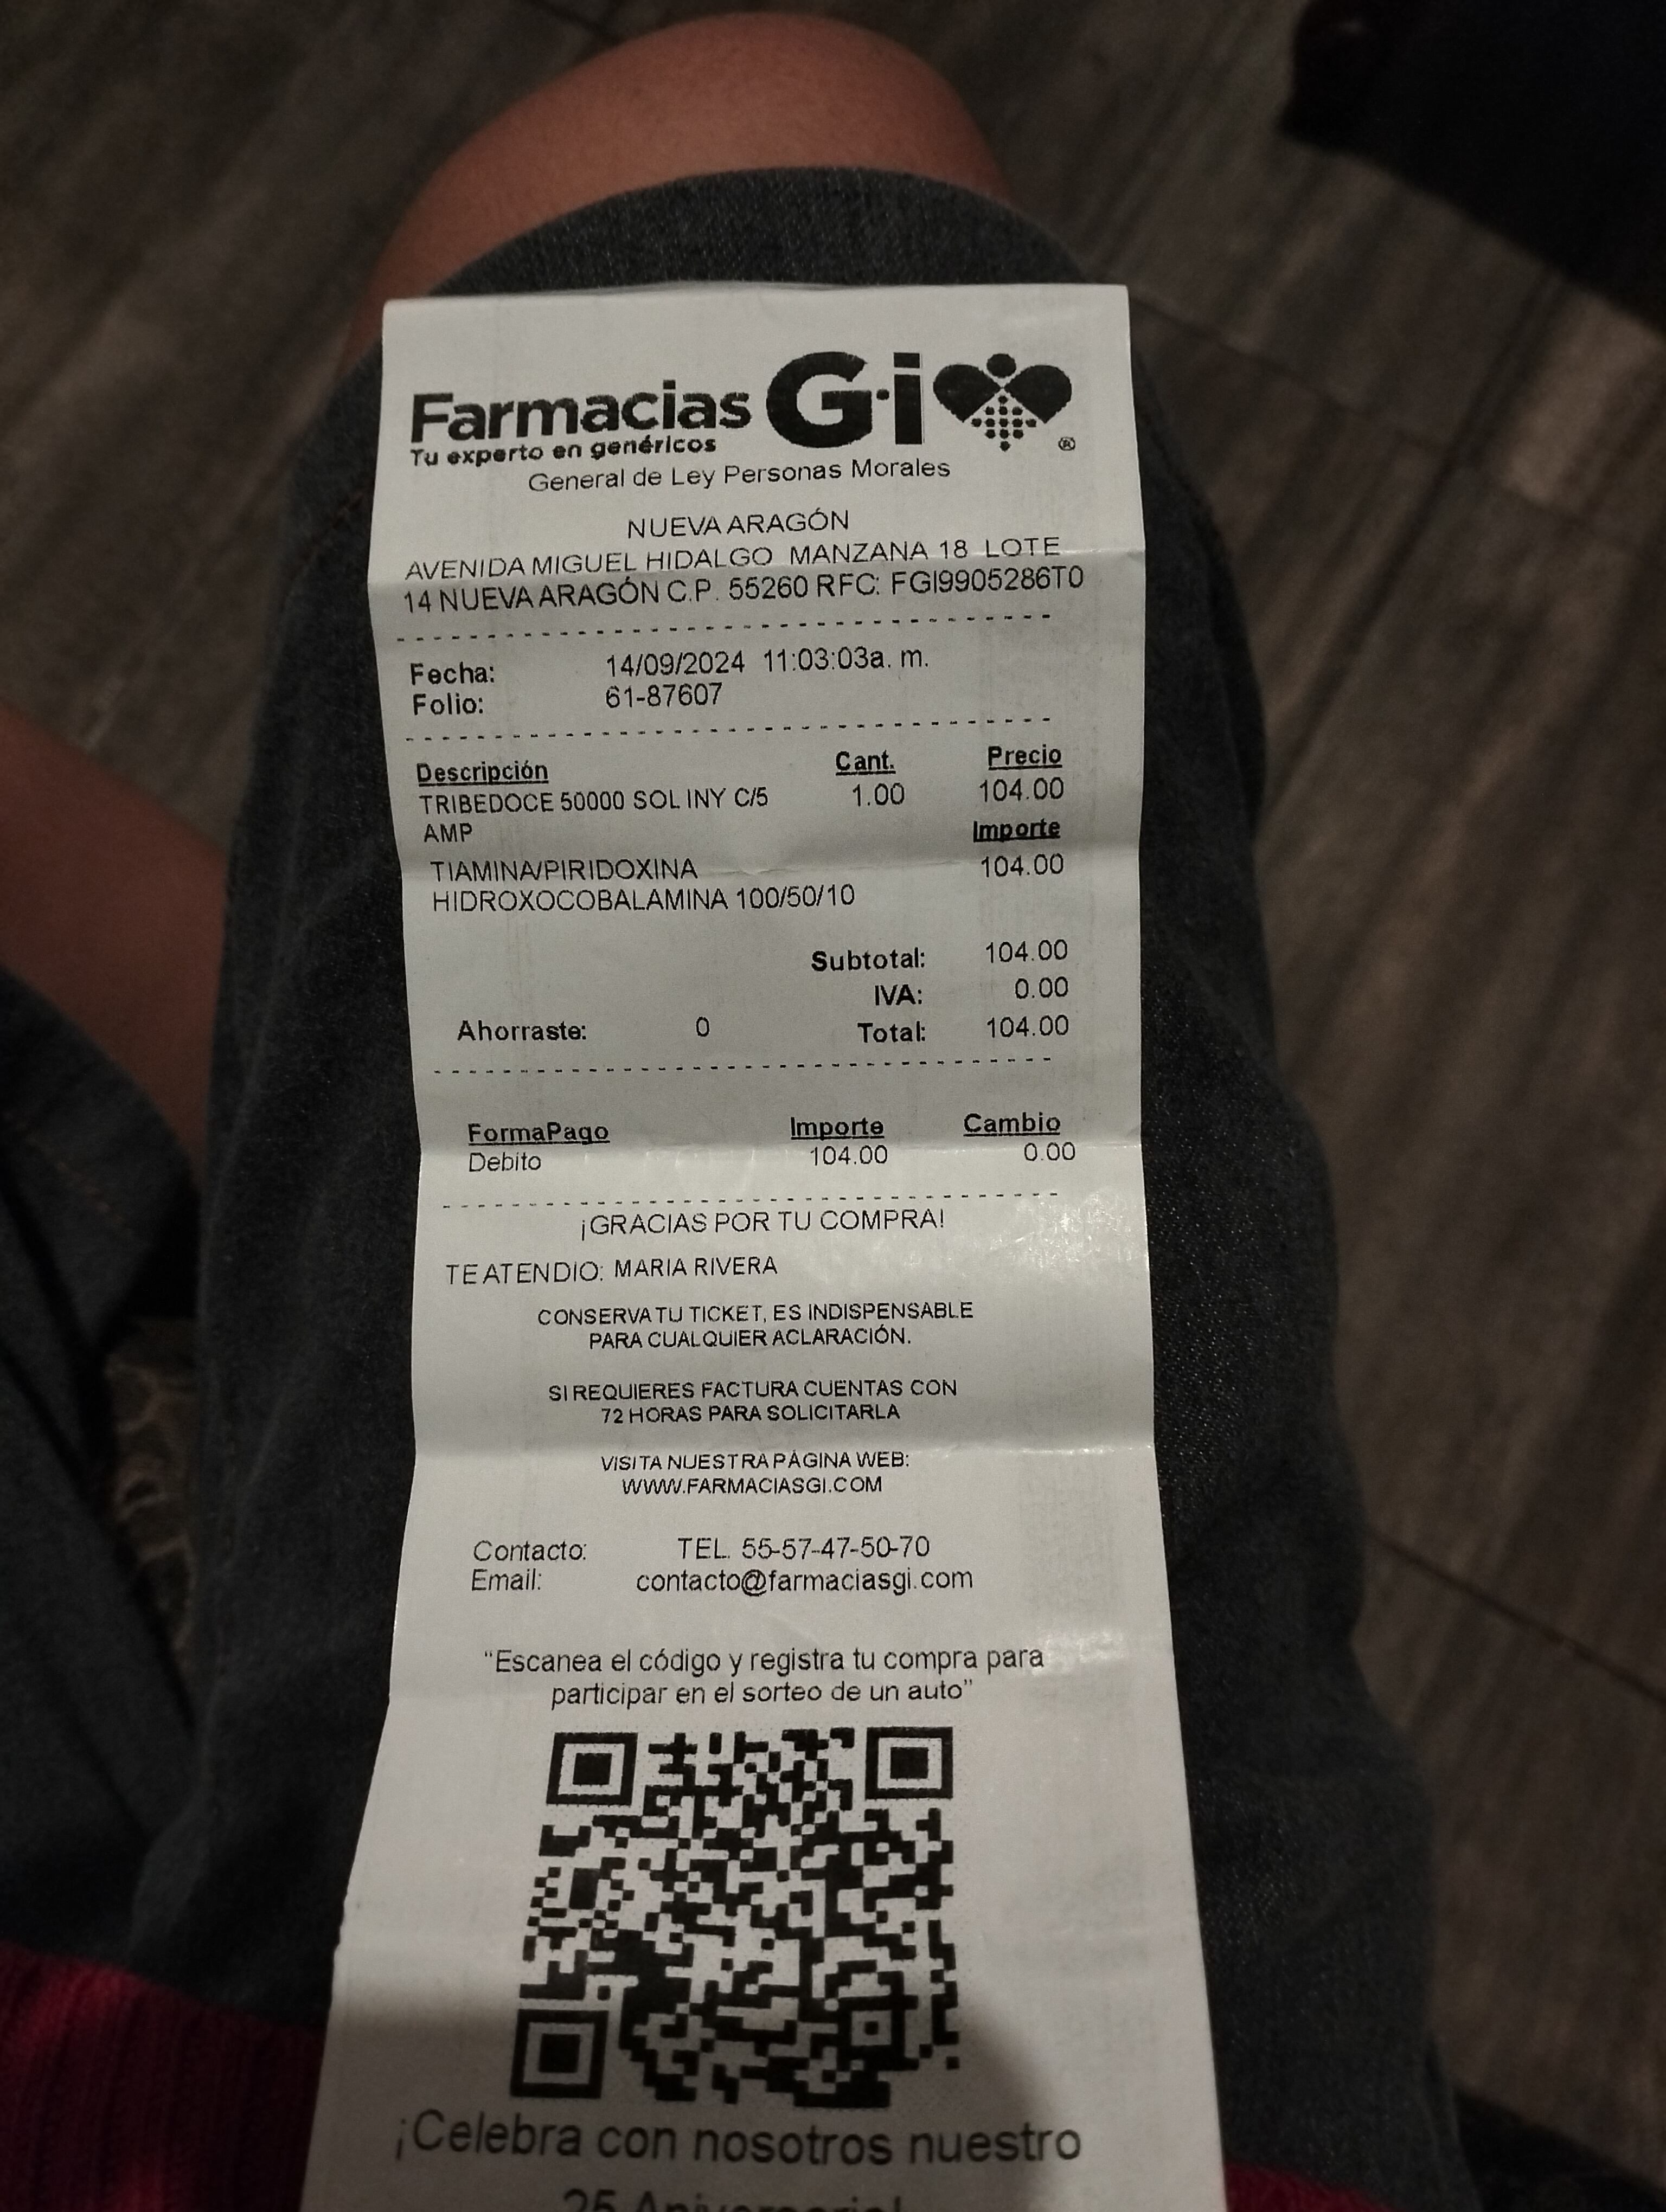 Farmacias G·i
Tu experto en genéricos
®
General de Ley Personas Morales
NUEVA ARAGÓN
AVENIDA MIGUEL HIDALGO MANZANA 18 LOTE
14 NUEVA ARAGÓN C.P. 55260 RFC: FGI9905286T0
Fecha: 14/09/2024 11:03:03a. m.
Folio: 61-87607
Descripción Cant. Precio
TRIBEDOCE 50000 SOL INY C/5 1.00 104.00
AMP Importe
TIAMINA/PIRIDOXINA 104.00
HIDROXOCOBALAMINA 100/50/10
Subtotal: 104.00
IVA: 0.00
Ahorraste: 0 Total: 104.00
FormaPago Importe Cambio
Debito 104.00 0.00
¡GRACIAS POR TU COMPRA!
TE ATENDIO: MARIA RIVERA
CONSERVA TU TICKET, ES INDISPENSABLE
PARA CUALQUIER ACLARACIÓN.
SI REQUIERES FACTURA CUENTAS CON
72 HORAS PARA SOLICITARLA
VISITA NUESTRA PÁGINA WEB:
WWW.FARMACIASGI.COM
Contacto: TEL. 55-57-47-50-70
Email: contacto@farmaciasgi.com
"Escanea el código y registra tu compra para
participar en el sorteo de un auto"
¡Celebra con nosotros nuestro
25 Aniversario!